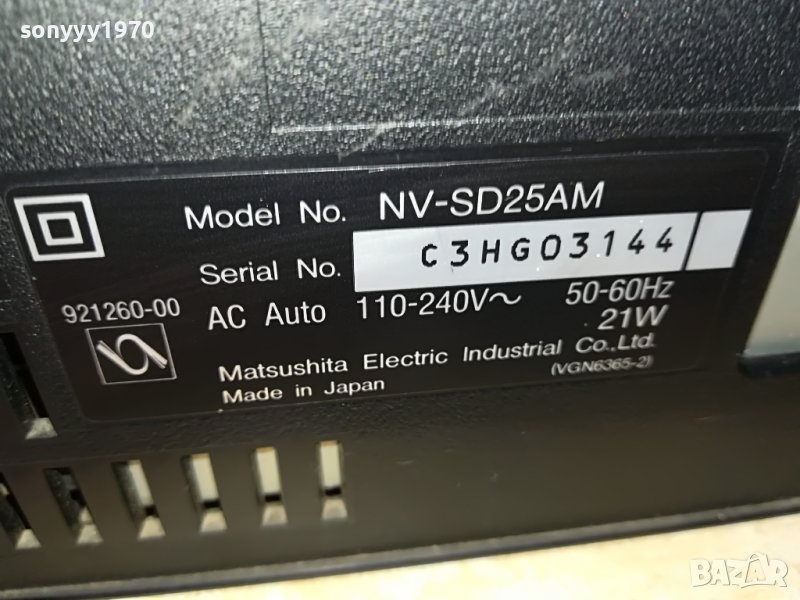 sonyyy1970
Model No. NV-SD25AM
Serial No. C3HG03144
921260-00
AC Auto 110-240V~ 50-60Hz
21W
Matsushita Electric Industrial Co.,Ltd.
Made in Japan (VGN6365-2)
BAZAR